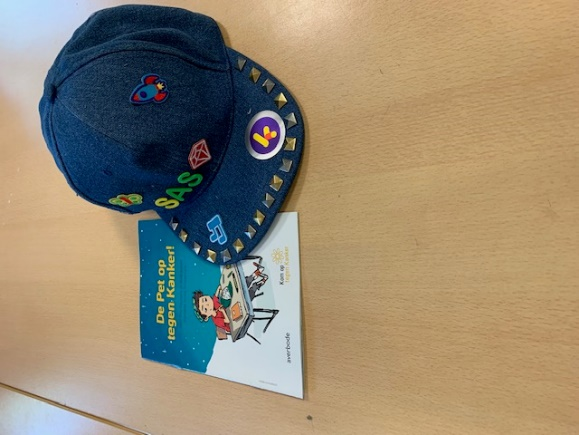 SAS
k
De Pet op
tegen Kanker!
Kom op
tegen Kanker
averbode